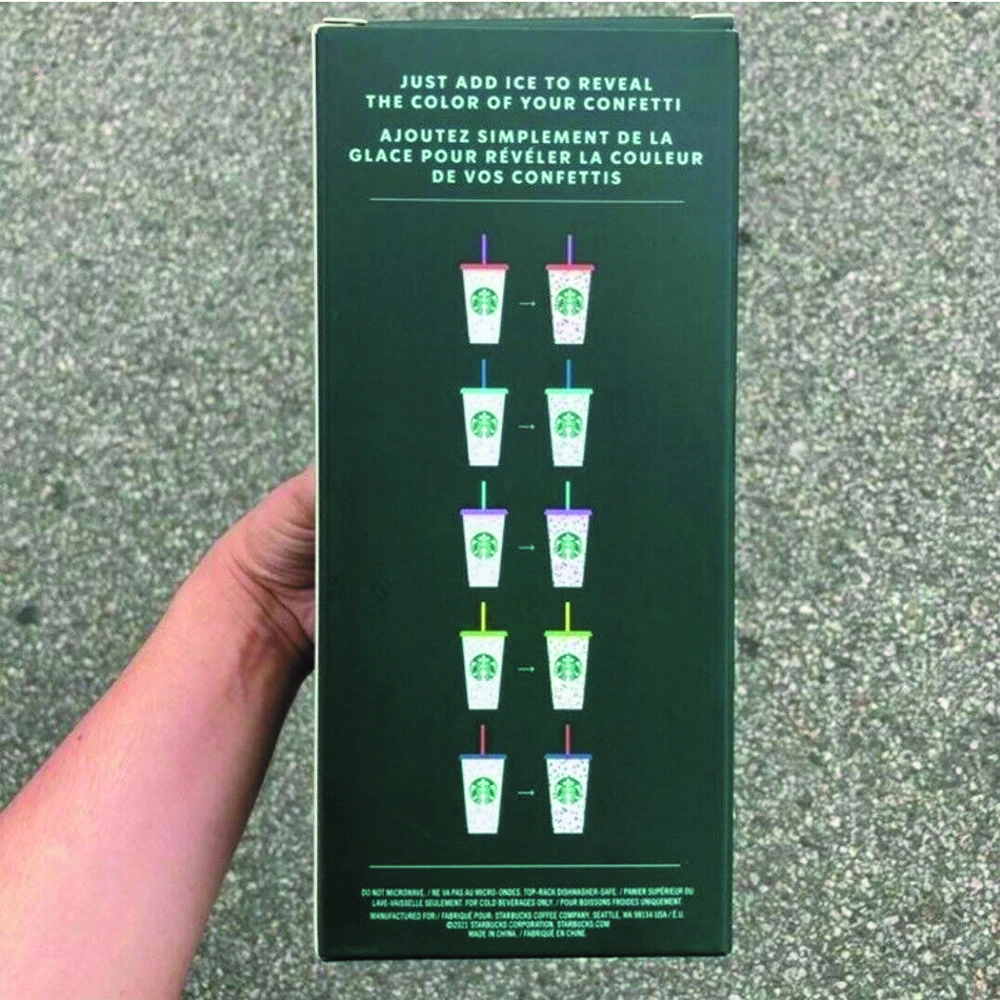 JUST ADD ICE TO REVEAL
THE COLOR OF YOUR CONFETTI
AJOUTEZ SIMPLEMENT DE LA
GLACE POUR RÉVÉLER LA COULEUR
DE VOS CONFETTIS
DO NOT MICROWAVE. / NE VA PAS AU MICRO-ONDES. TOP-RACK DISHWASHER-SAFE. / PANIER SUPÉRIEUR DU
LAVE-VAISSELLE SEULEMENT. FOR COLD BEVERAGES ONLY. / POUR BOISSONS FROIDES UNIQUEMENT.
MANUFACTURED FOR / FABRIQUÉ POUR: STARBUCKS COFFEE COMPANY, SEATTLE, WA 98134 USA / É.U.
©2021 STARBUCKS CORPORATION. STARBUCKS.COM
MADE IN CHINA. / FABRIQUÉ EN CHINE.